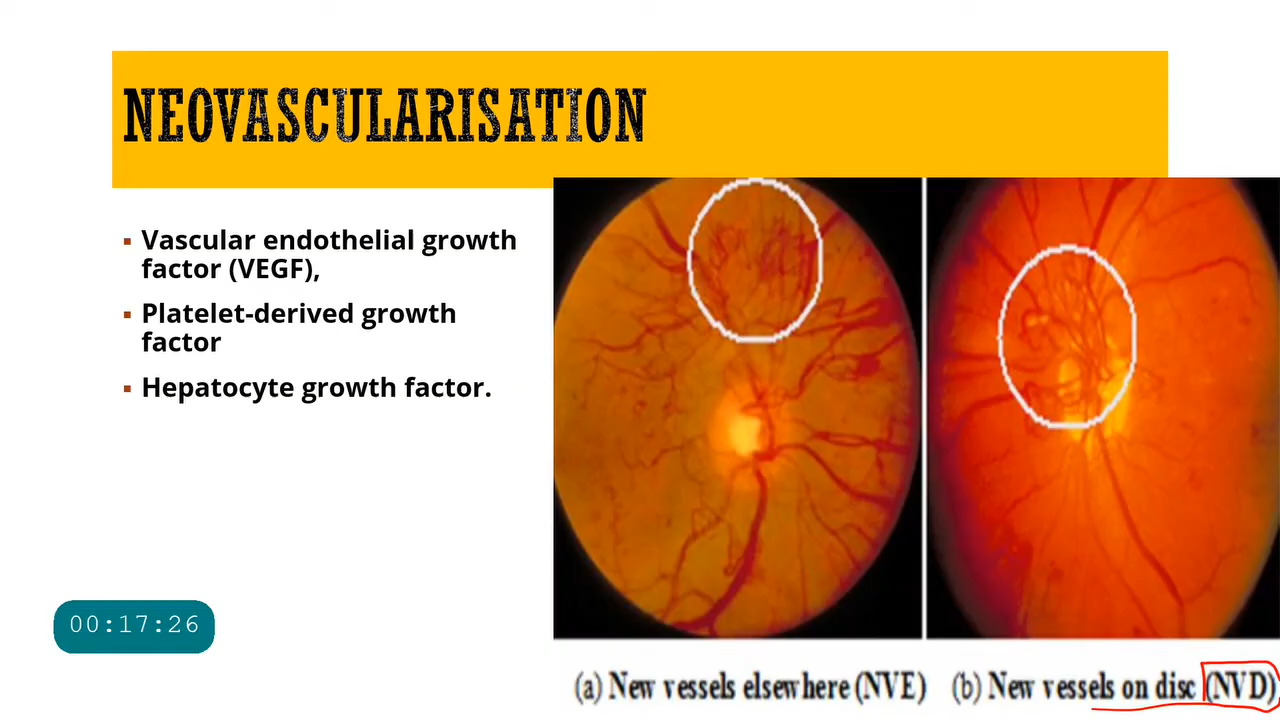 NEOVASCULARISATION
▪ Vascular endothelial growth
factor (VEGF),
▪ Platelet-derived growth
factor
▪ Hepatocyte growth factor.
00:17:26
(a) New vessels elsewhere (NVE)
(b) New vessels on disc (NVD)